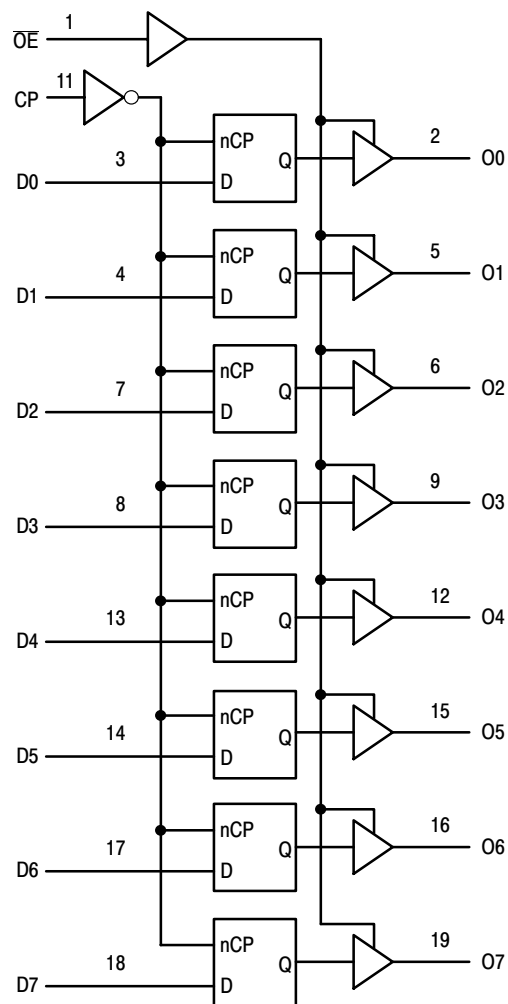 1
O̅E̅
11
CP
nCP
3
Q
2
O0
D0
D
nCP
4
Q
5
O1
D1
D
nCP
7
Q
6
O2
D2
D
nCP
8
Q
9
O3
D3
D
nCP
13
Q
12
O4
D4
D
nCP
14
Q
15
O5
D5
D
nCP
17
Q
16
O6
D6
D
nCP
18
Q
19
O7
D7
D